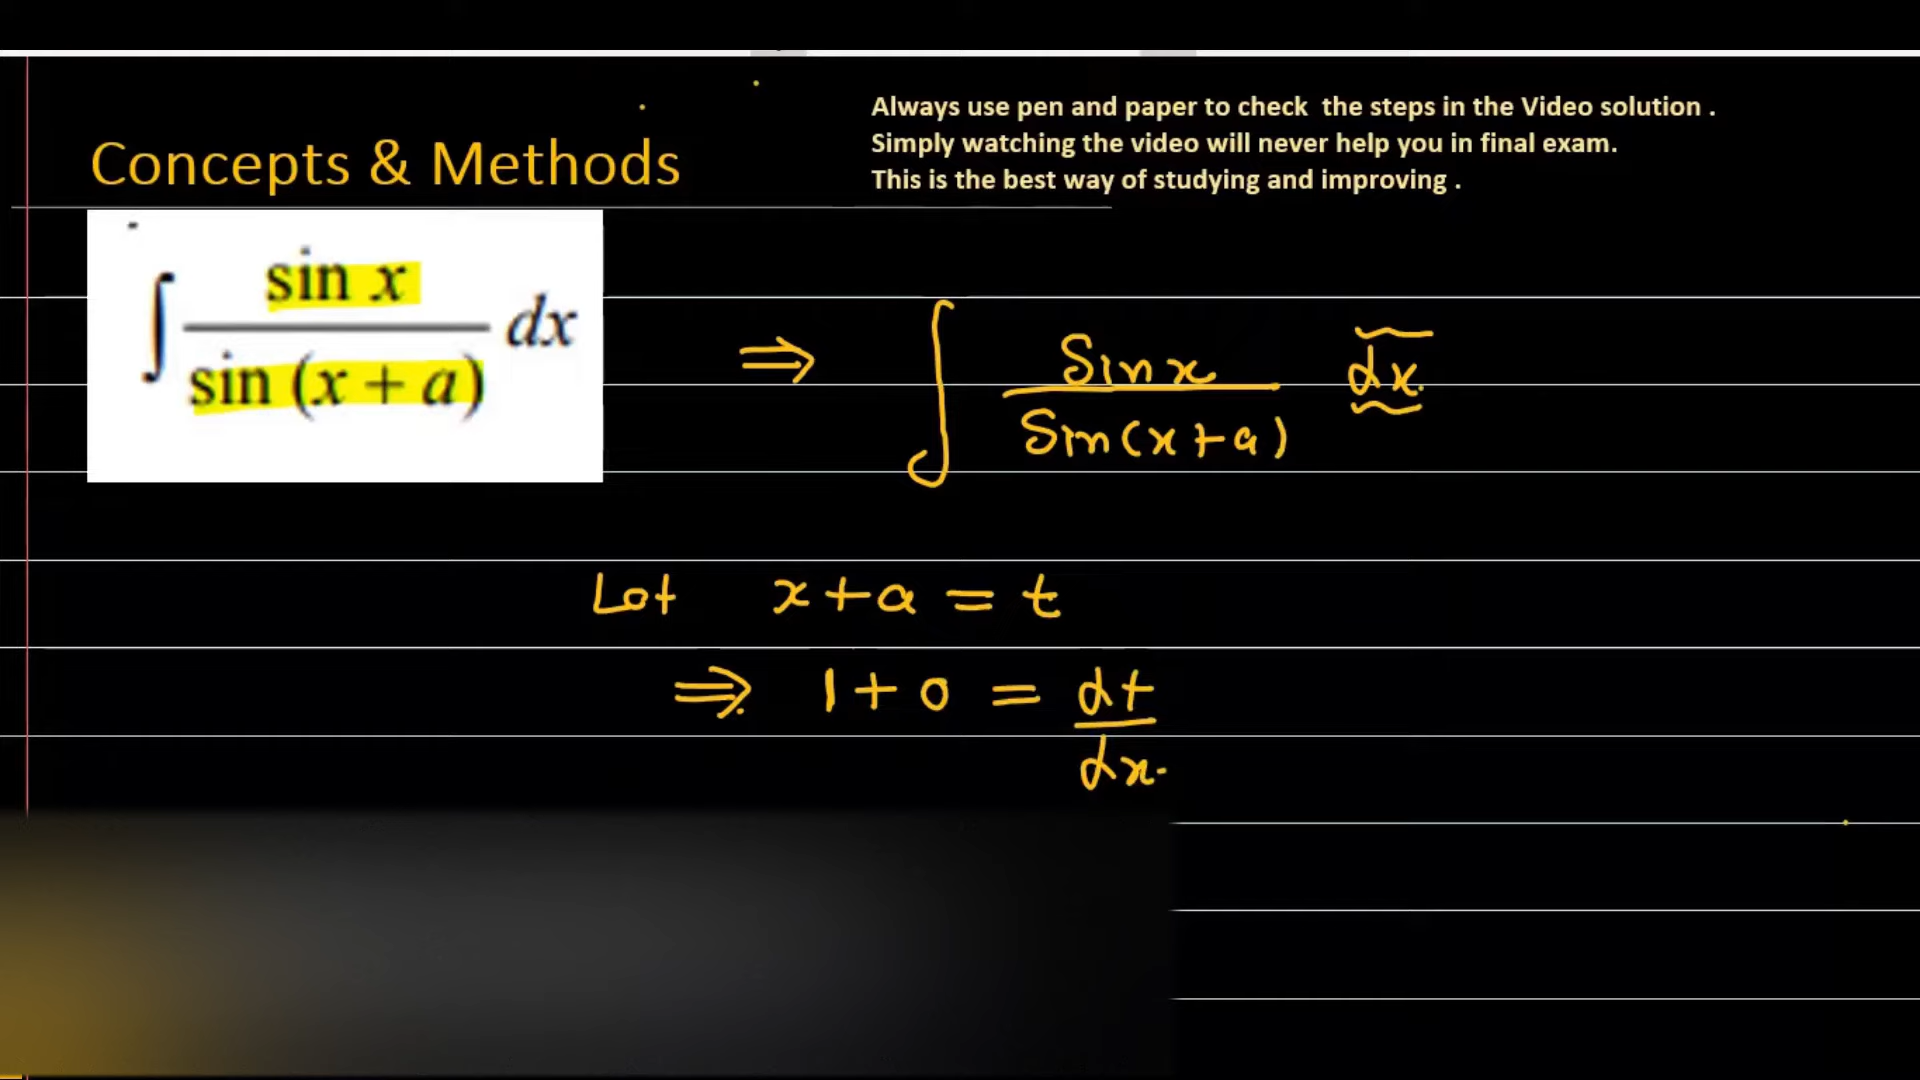 Always use pen and paper to check the steps in the Video solution .
Simply watching the video will never help you in final exam.
This is the best way of studying and improving .
Concepts & Methods
∫ sin x / sin (x + a) dx
⇒ ∫ Sin x / Sin(x+a) dx
Let x + a = t
⇒ 1 + 0 = dt / dx